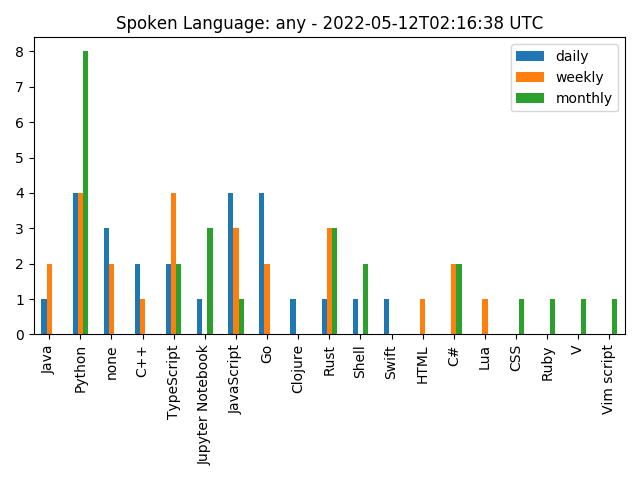 Spoken Language: any - 2022-05-12T02:16:38 UTC
daily
weekly
monthly
8
7
6
5
4
3
2
1
0
Java
Python
none
C++
TypeScript
Jupyter Notebook
JavaScript
Go
Clojure
Rust
Shell
Swift
HTML
C#
Lua
CSS
Ruby
V
Vim script